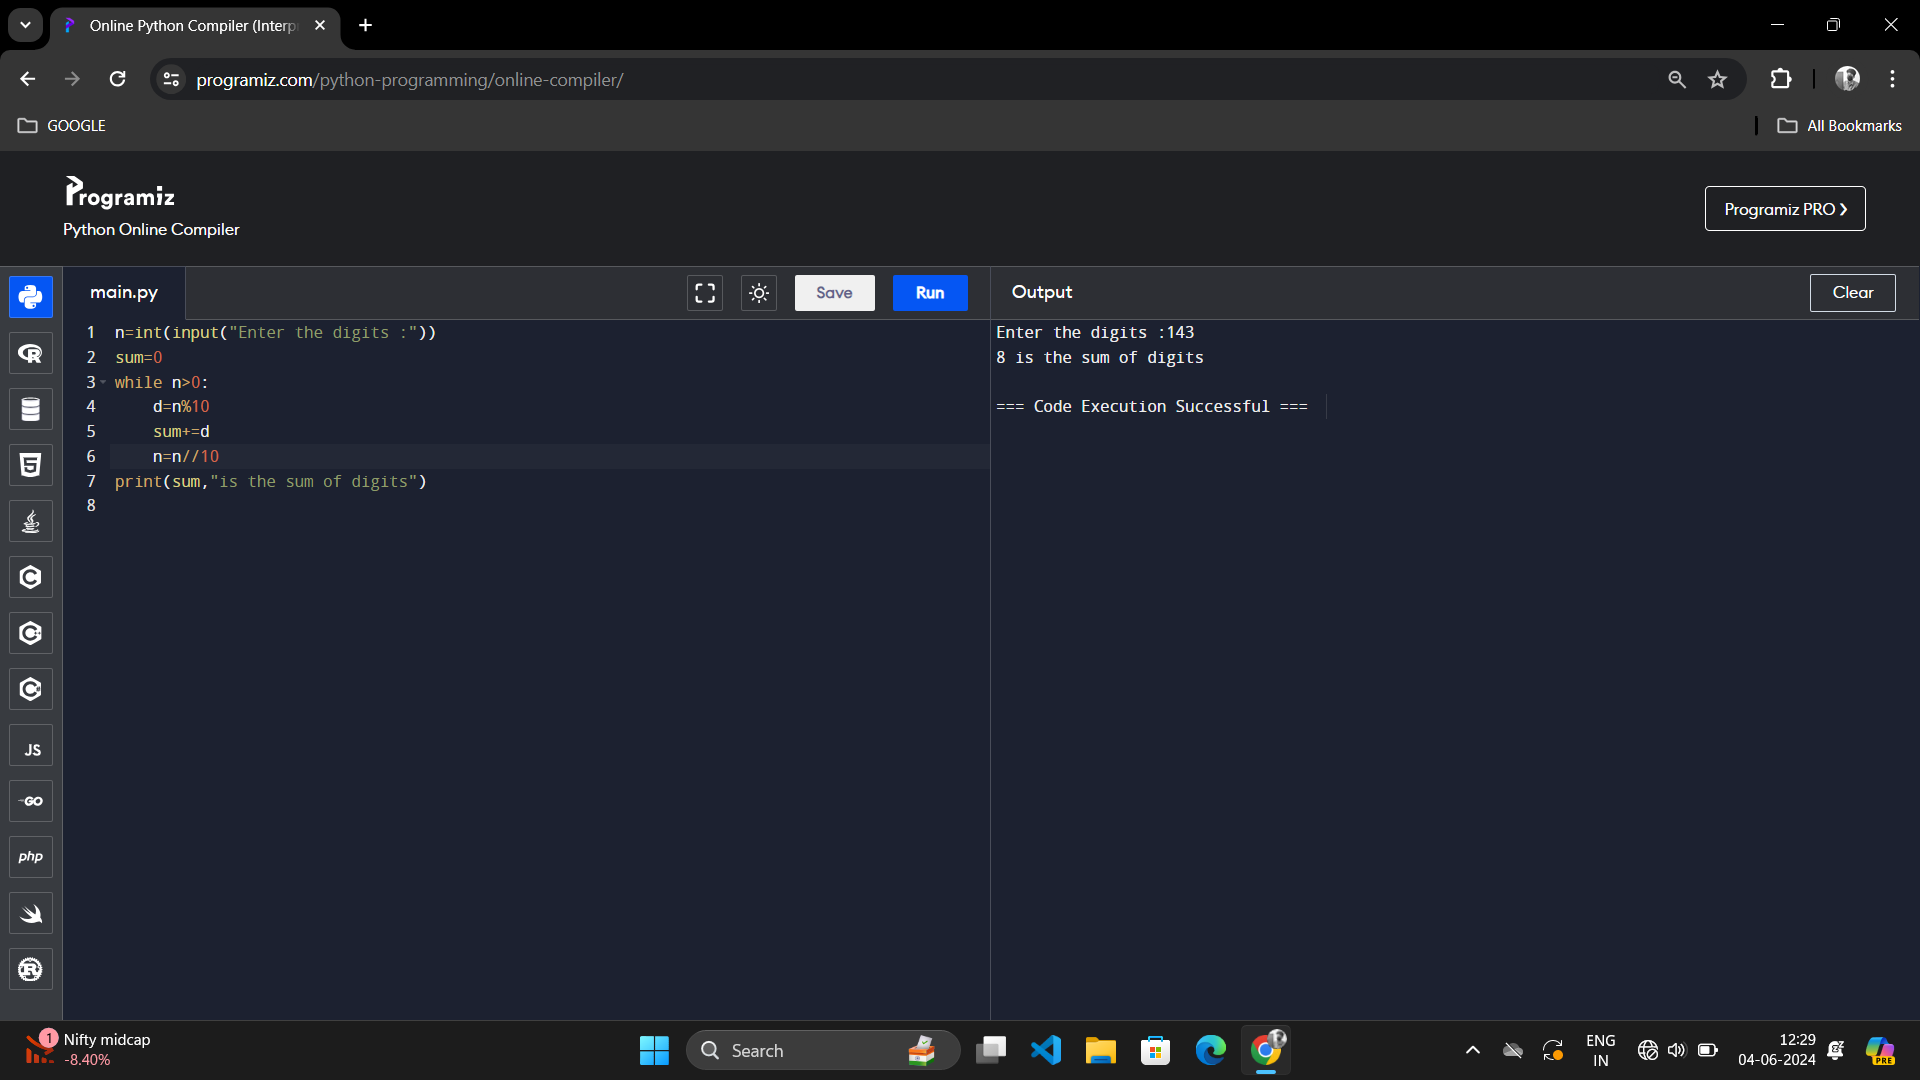 Online Python Compiler (Interp
programiz.com/python-programming/online-compiler/
GOOGLE
All Bookmarks
Programiz
Python Online Compiler
Programiz PRO ❯
main.py
Save
Run
Output
Clear
1 n=int(input("Enter the digits :"))
2 sum=0
3 while n>0:
4     d=n%10
5     sum+=d
6     n=n//10
7 print(sum,"is the sum of digits")
8
Enter the digits :143
8 is the sum of digits
=== Code Execution Successful ===
R
5
C
C
C
JS
GO
php
R
1
Nifty midcap
-8.40%
Search
ENG
IN
12:29
04-06-2024
PRE